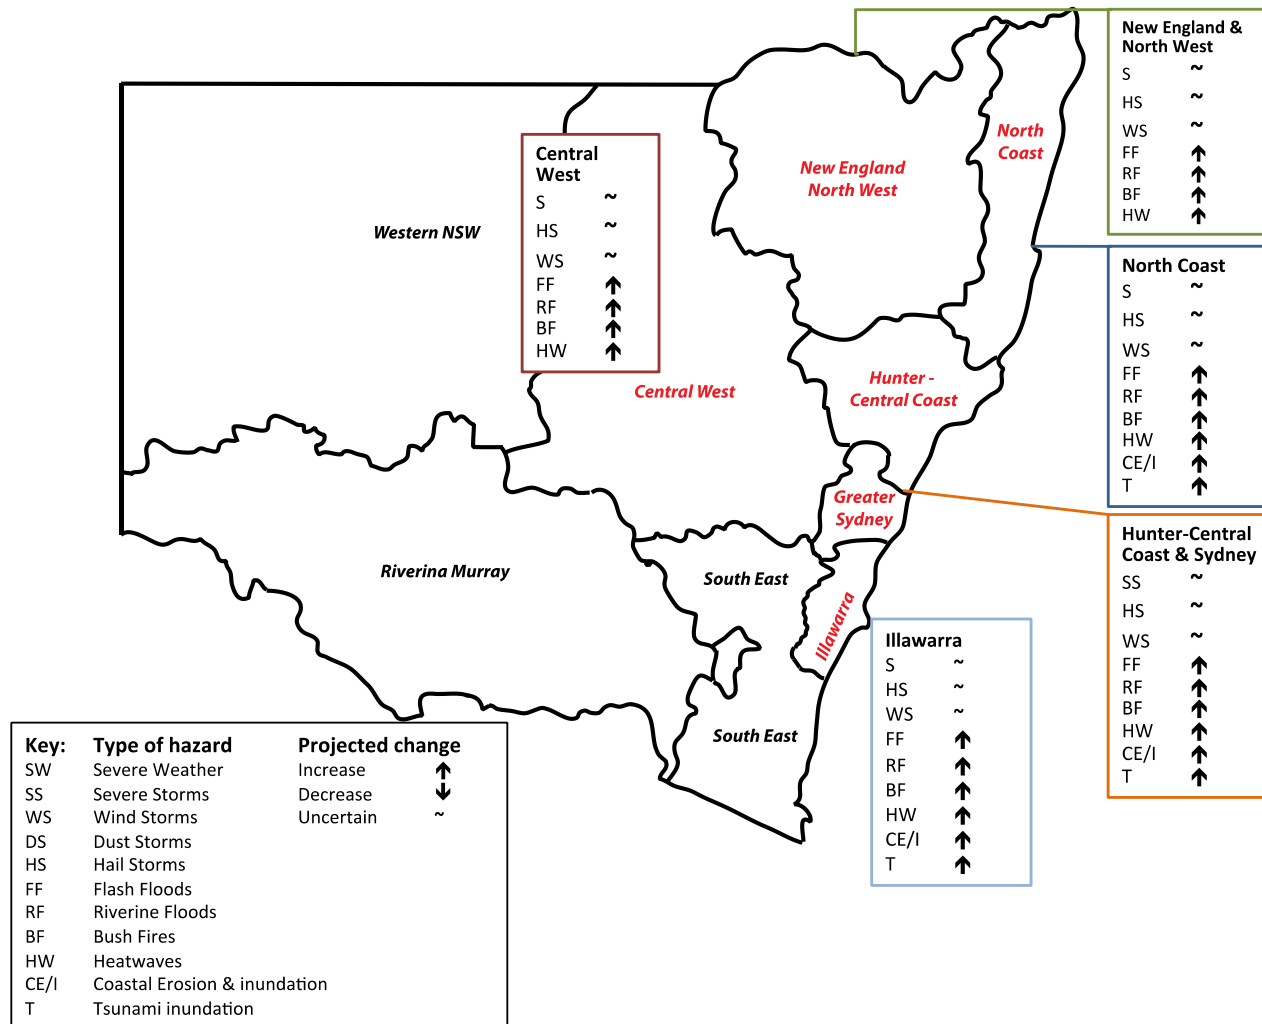 New England &
North West
S ~
HS ~
WS ~
FF ↑
RF ↑
BF ↑
HW ↑
North
Coast
New England
North West
Central
West
S ~
HS ~
WS ~
FF ↑
RF ↑
BF ↑
HW ↑
Western NSW
North Coast
S ~
HS ~
WS ~
FF ↑
RF ↑
BF ↑
HW ↑
CE/I ↑
T ↑
Central West
Hunter -
Central Coast
Greater
Sydney
Hunter-Central
Coast & Sydney
SS ~
HS ~
WS ~
FF ↑
RF ↑
BF ↑
HW ↑
CE/I ↑
T ↑
Riverina Murray
South East
Illawarra
Illawarra
S ~
HS ~
WS ~
FF ↑
RF ↑
BF ↑
HW ↑
CE/I ↑
T ↑
South East
Key: Type of hazard Projected change
SW Severe Weather Increase ↑
SS Severe Storms Decrease ↓
WS Wind Storms Uncertain ~
DS Dust Storms
HS Hail Storms
FF Flash Floods
RF Riverine Floods
BF Bush Fires
HW Heatwaves
CE/I Coastal Erosion & inundation
T Tsunami inundation